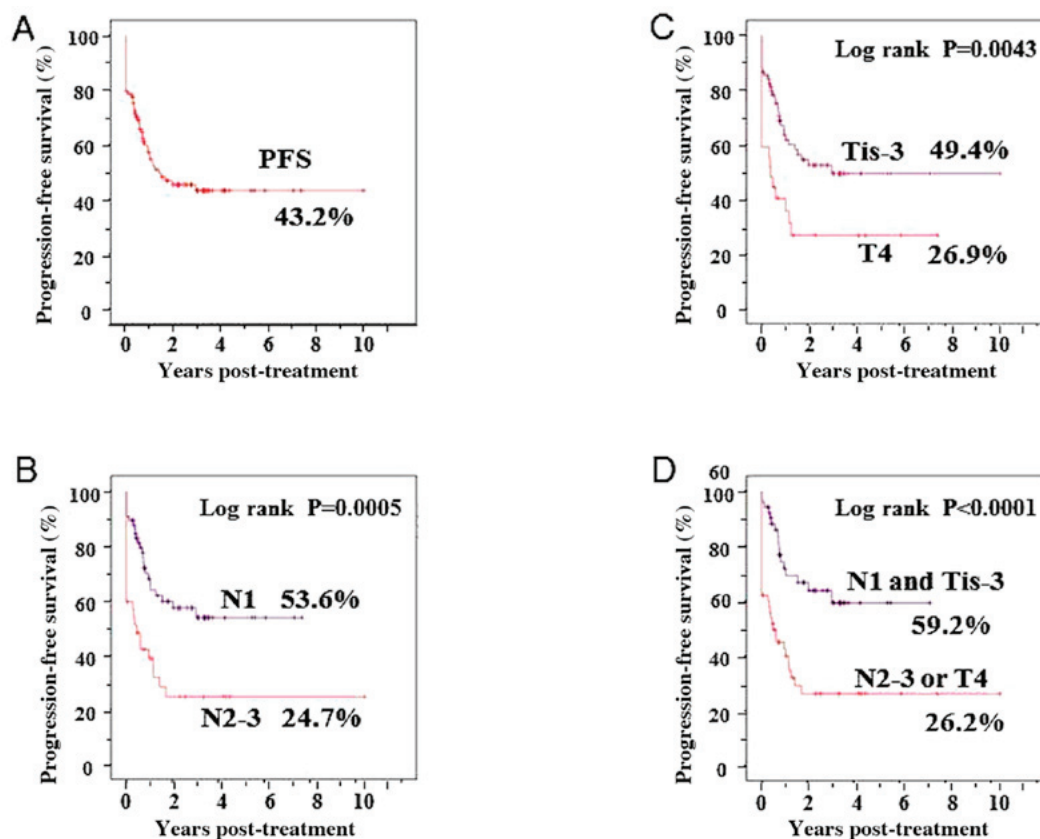 A
Progression-free survival (%)
100
80
60
40
20
0
PFS
43.2%
0 2 4 6 8 10
Years post-treatment
C
Progression-free survival (%)
100
80
60
40
20
0
Log rank P=0.0043
Tis-3 49.4%
T4 26.9%
0 2 4 6 8 10
Years post-treatment
B
Progression-free survival (%)
100
80
60
40
20
0
Log rank P=0.0005
N1 53.6%
N2-3 24.7%
0 2 4 6 8 10
Years post-treatment
D
60
Progression-free survival (%)
100
80
60
40
20
0
Log rank P<0.0001
N1 and Tis-3
59.2%
N2-3 or T4
26.2%
0 2 4 6 8 10
Years post-treatment